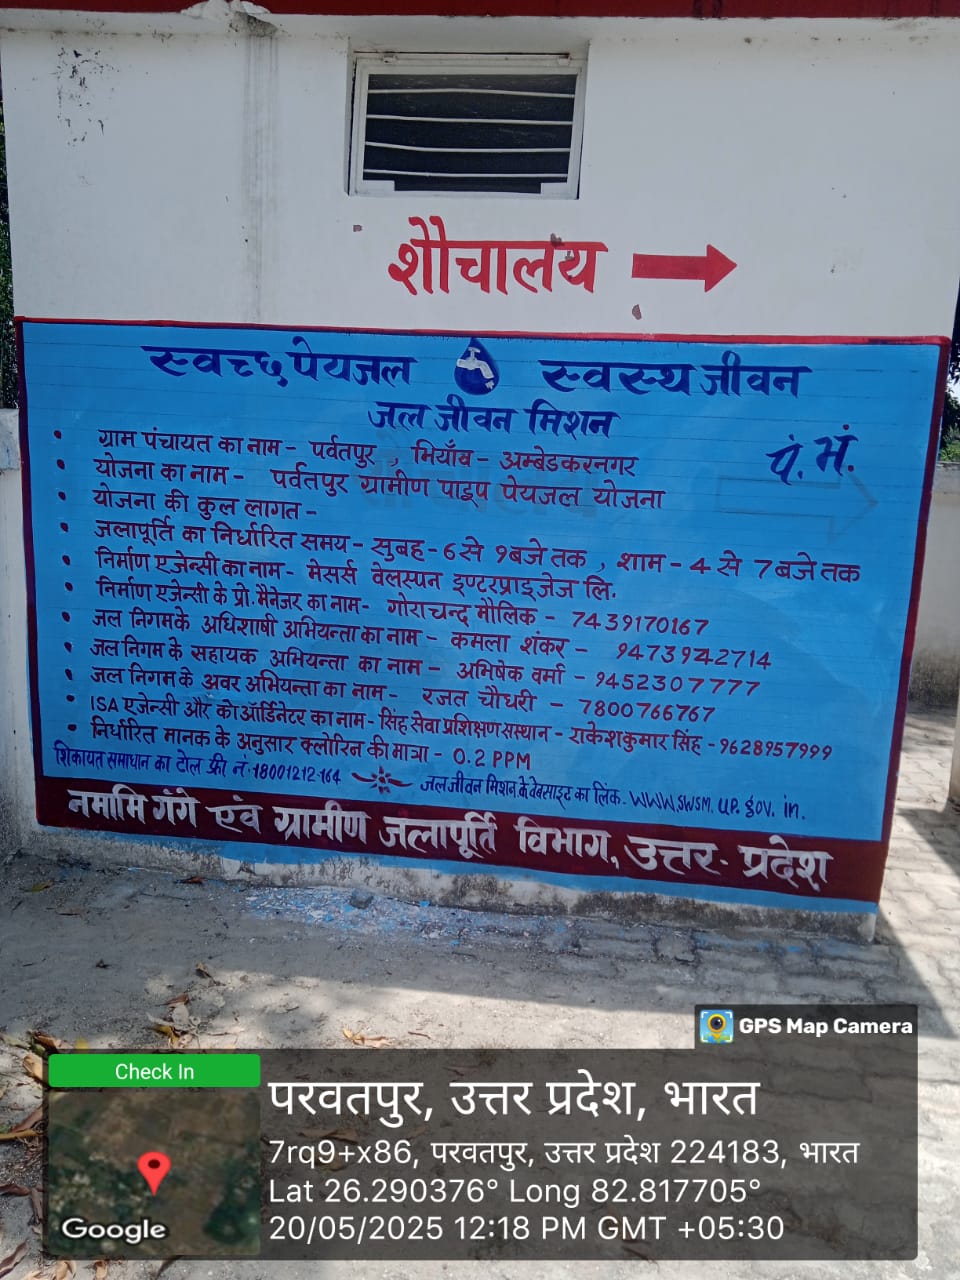 शौचालय
स्वच्छ पेयजल स्वस्थ जीवन
जल जीवन मिशन
पं. भं.
• ग्राम पंचायत का नाम - पर्वतपुर , भियाँव - अम्बेडकरनगर
• योजना का नाम - पर्वतपुर ग्रामीण पाइप पेयजल योजना
• योजना की कुल लागत -
• जलापूर्ति का निर्धारित समय - सुबह - 6 से 9 बजे तक , शाम - 4 से 7 बजे तक
• निर्माण एजेन्सी का नाम - मेसर्स वेलस्पन इण्टरप्राइजेज लि.
• निर्माण एजेन्सी के प्रो. मैनेजर का नाम - गोराचन्द मौलिक - 7439170167
• जल निगम के अधिशाषी अभियन्ता का नाम - कमला शंकर - 9473942714
• जल निगम के सहायक अभियन्ता का नाम - अभिषेक वर्मा - 9452307777
• जल निगम के अवर अभियन्ता का नाम - रजत चौधरी - 7800766767
• ISA एजेन्सी और कोऑर्डिनेटर का नाम - सिंह सेवा प्रशिक्षण संस्थान - राकेश कुमार सिंह - 9628957999
• निर्धारित मानक के अनुसार क्लोरिन की मात्रा - 0.2 PPM
शिकायत समाधान का टोल फ्री नं. 18001212-164 जल जीवन मिशन के वेबसाइट का लिंक. WWW.SWSM. UP. gov. in.
नमामि गंगे एवं ग्रामीण जलापूर्ति विभाग, उत्तर-प्रदेश
GPS Map Camera
Check In
परवतपुर, उत्तर प्रदेश, भारत
7rq9+x86, परवतपुर, उत्तर प्रदेश 224183, भारत
Lat 26.290376° Long 82.817705°
20/05/2025 12:18 PM GMT +05:30
Google